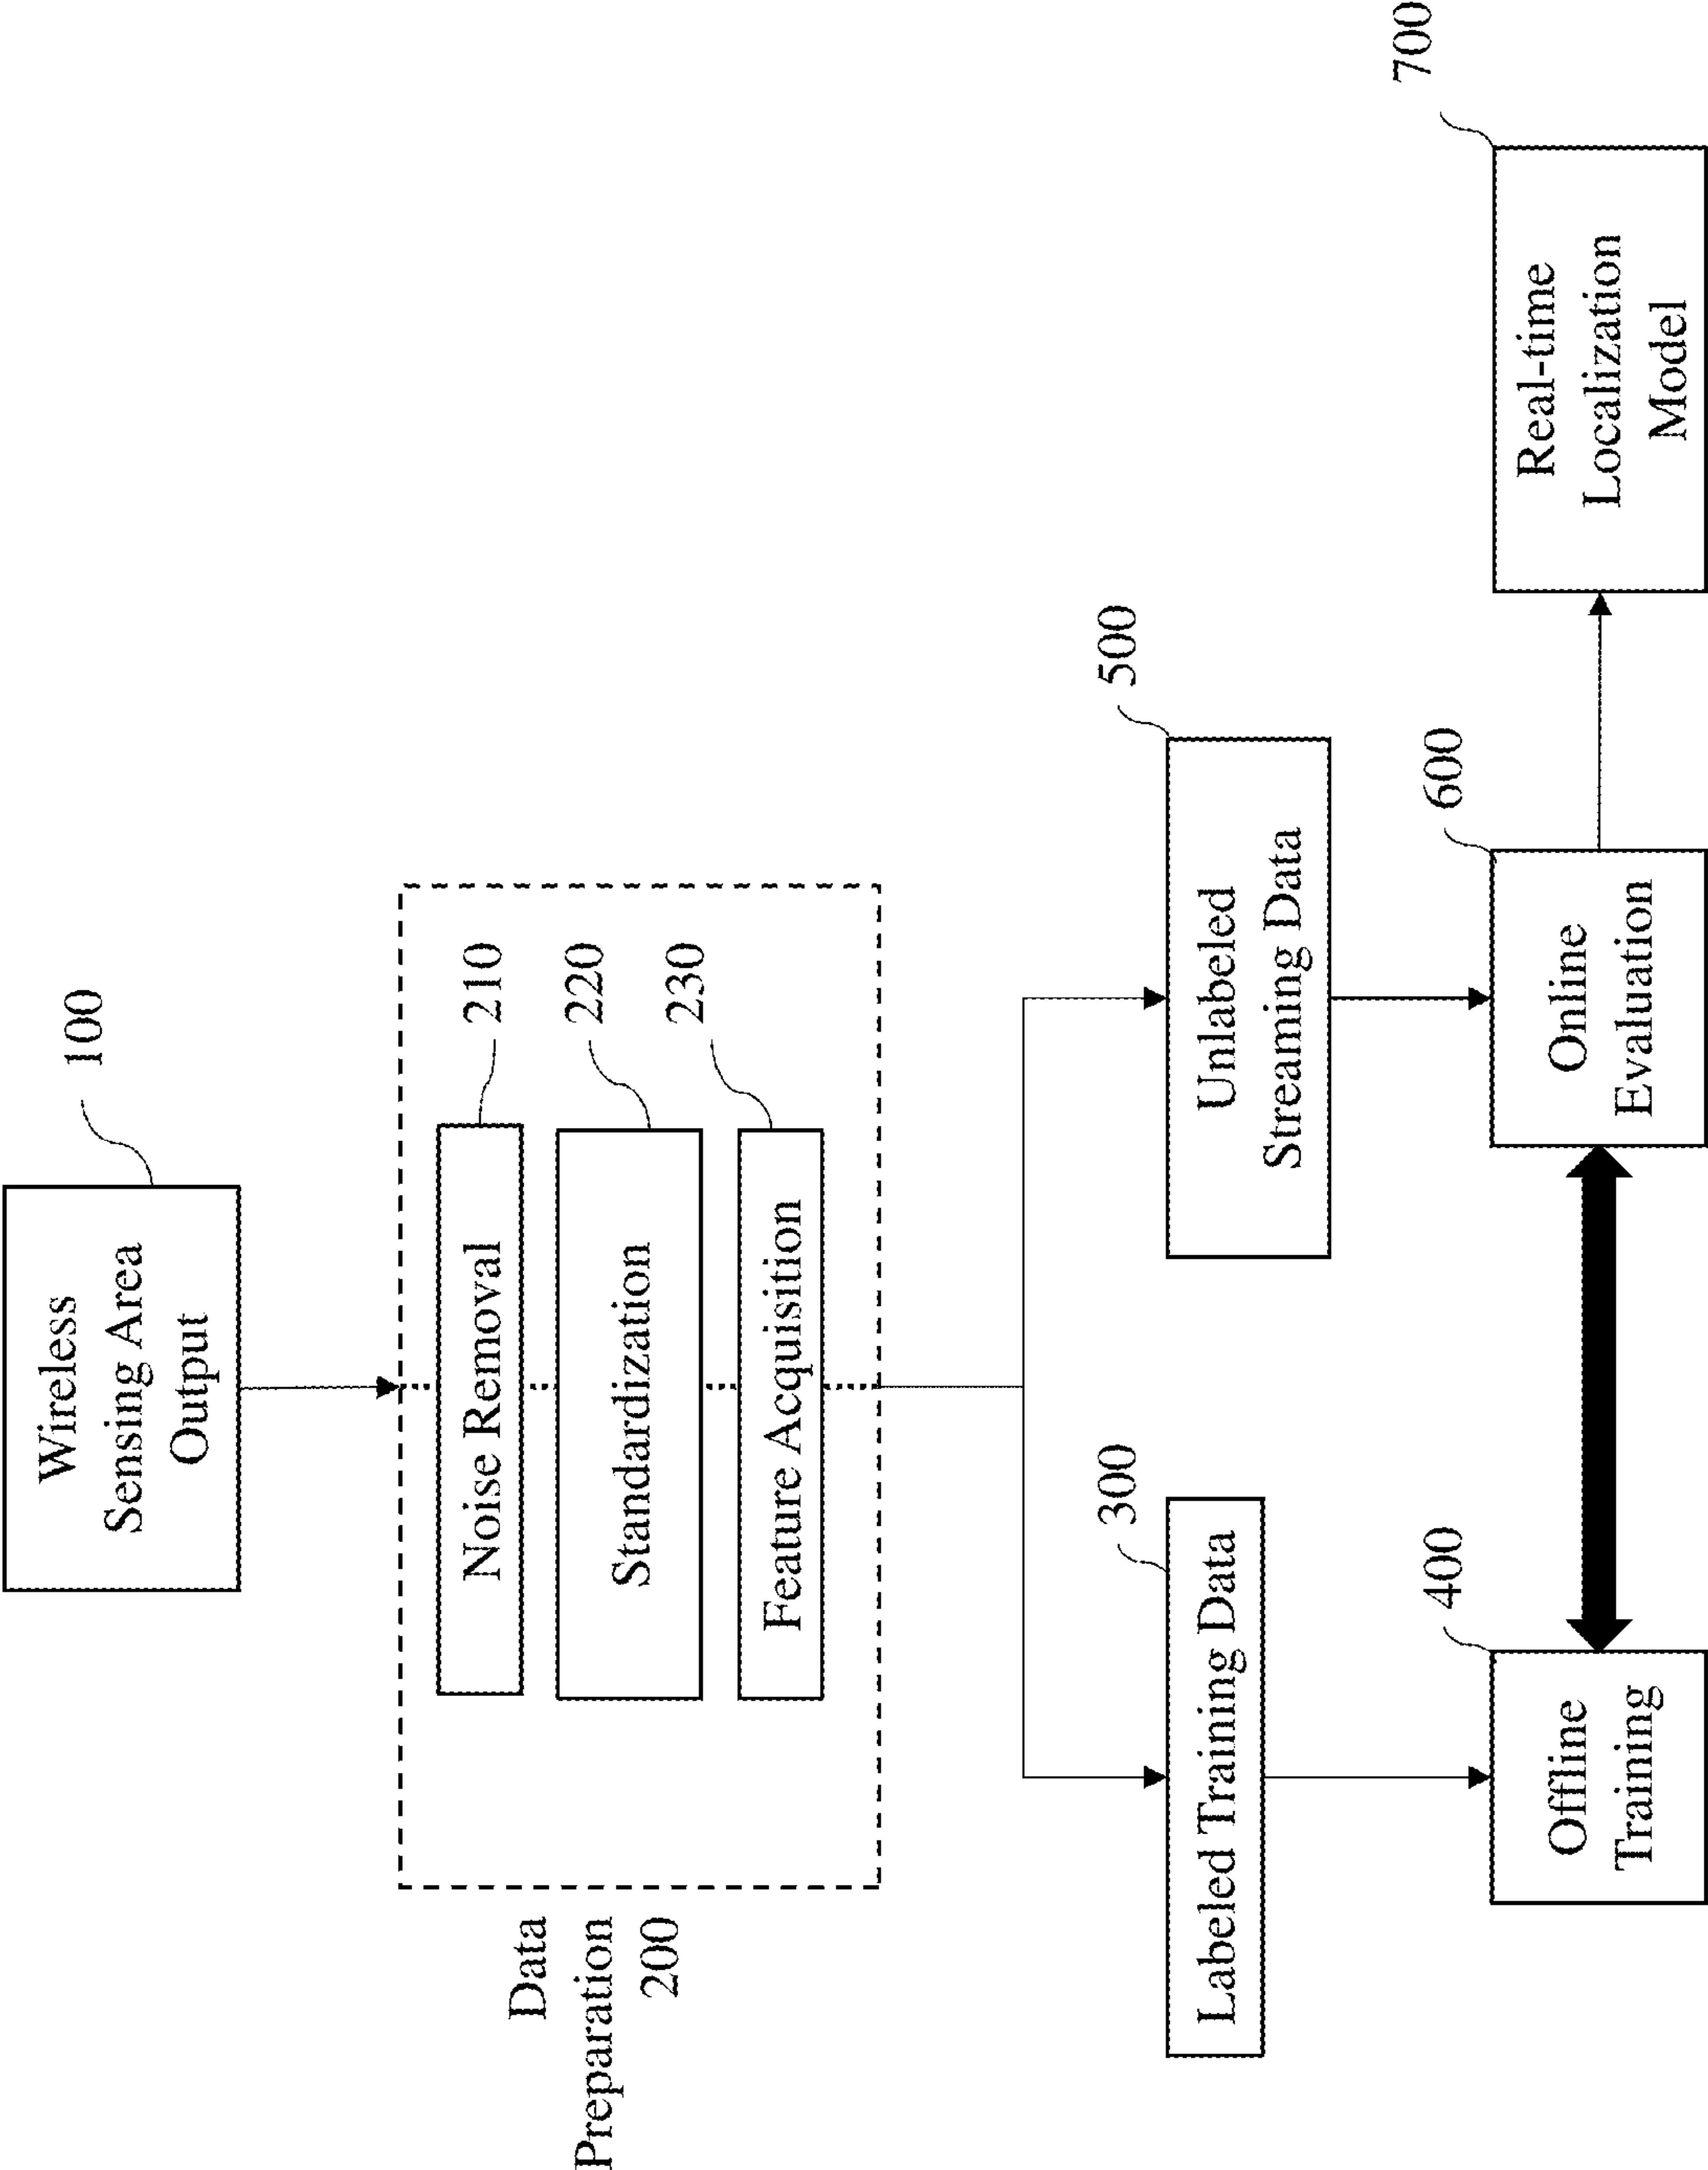 Wireless
Sensing Area
Output
100
Data
Preparation
200
Noise Removal
210
Standardization
220
Feature Acquisition
230
Labeled Training Data
300
Unlabeled
Streaming Data
500
Offline
Training
400
Online
Evaluation
600
Real-time
Localization
Model
700